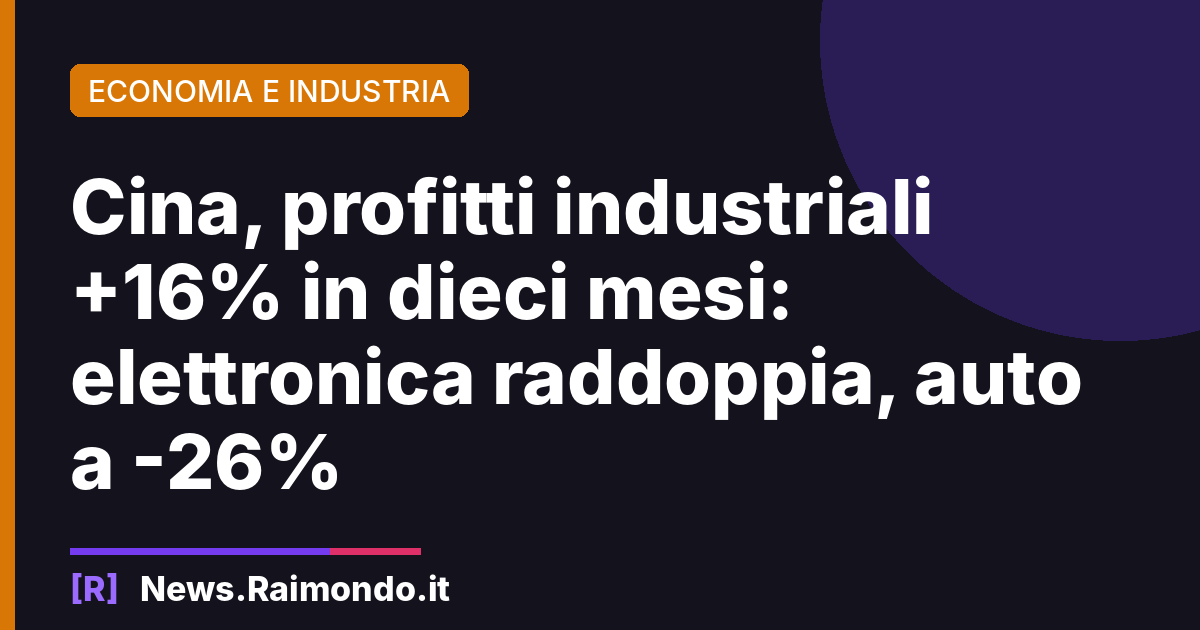 ECONOMIA E INDUSTRIA
Cina, profitti industriali
+16% in dieci mesi:
elettronica raddoppia, auto
a -26%
[R] News.Raimondo.it